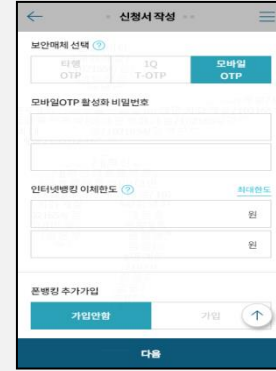 신청서 작성
보안매체 선택 ?
타행 OTP
1Q T-OTP
모바일 OTP
모바일OTP 활성화 비밀번호
인터넷뱅킹 이체한도 ?
최대한도
원
원
폰뱅킹 추가가입
가입안함
가입
다음